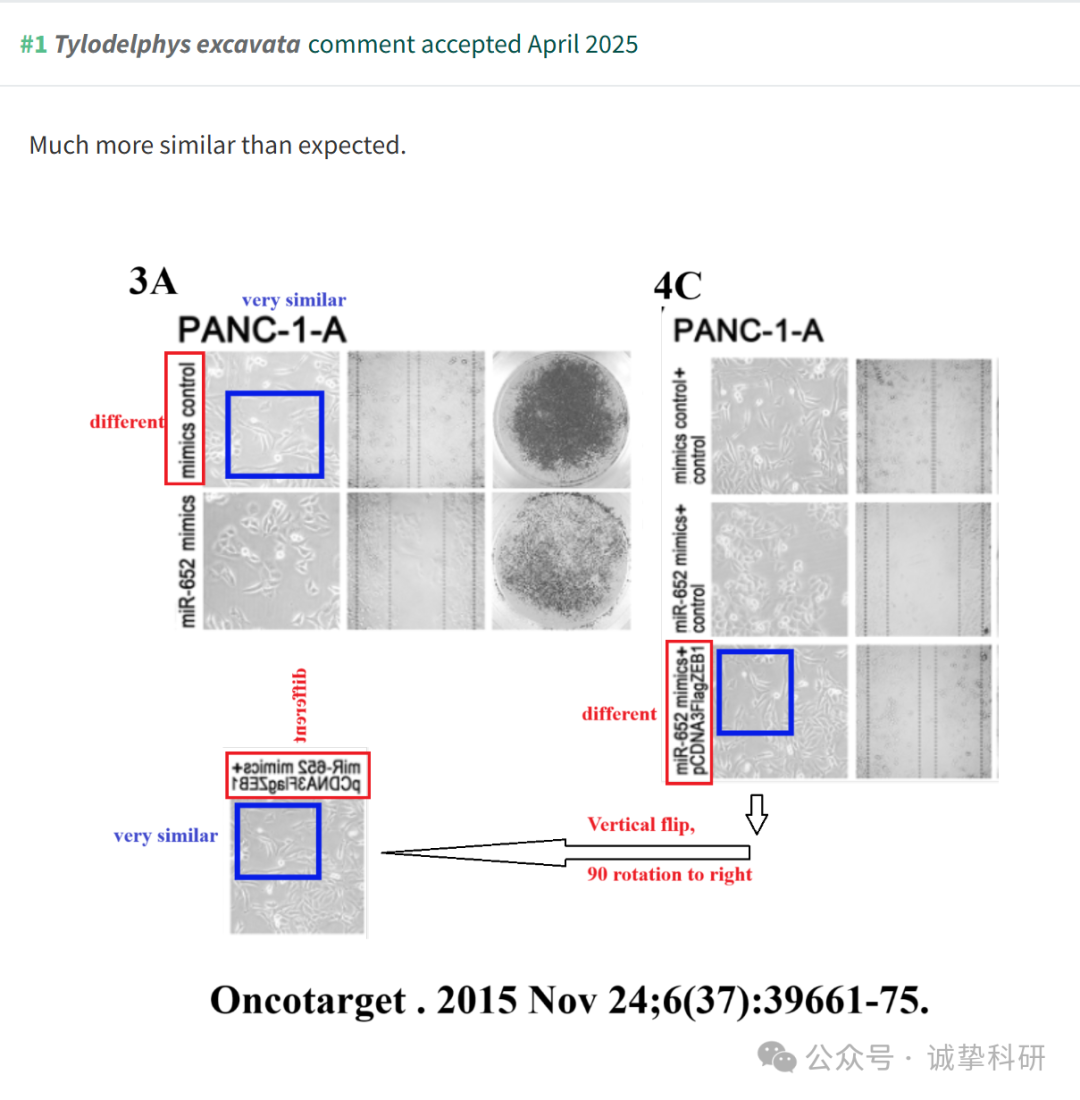 #1 Tylodelphys excavata comment accepted April 2025
Much more similar than expected.
3A
very similar
PANC-1-A
different
mimics control
miR-652 mimics
4C
PANC-1-A
mimics control+
control
miR-652 mimics+
control
different
miR-652 mimics+
pCDNA3FlagZEB1
different
miR-652 mimics+
pCDNA3FlagZEB1
very similar
Vertical flip,
90 rotation to right
Oncotarget . 2015 Nov 24;6(37):39661-75.
公众号 · 诚挚科研